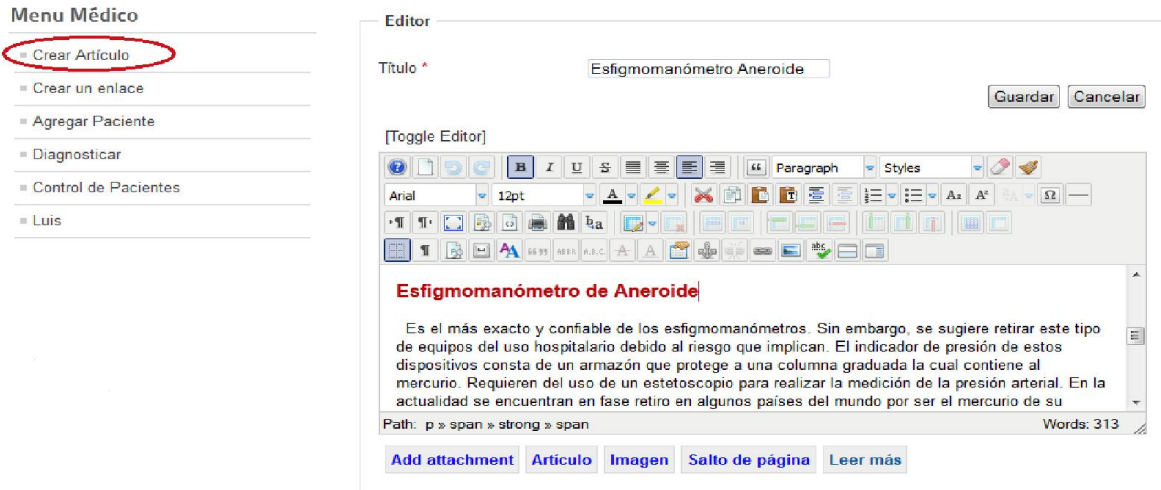 Menu Médico
Crear Artículo
Crear un enlace
Agregar Paciente
Diagnosticar
Control de Pacientes
Luis
Editor
Título *
Esfigmomanómetro Aneroide
Guardar Cancelar
[Toggle Editor]
Paragraph Styles
Arial 12pt
Esfigmomanómetro de Aneroide
Es el más exacto y confiable de los esfigmomanómetros. Sin embargo, se sugiere retirar este tipo
de equipos del uso hospitalario debido al riesgo que implican. El indicador de presión de estos
dispositivos consta de un armazón que protege a una columna graduada la cual contiene al
mercurio. Requieren del uso de un estetoscopio para realizar la medición de la presión arterial. En la
actualidad se encuentran en fase retiro en algunos países del mundo por ser el mercurio de su
Path: p » span » strong » span Words: 313
Add attachment Artículo Imagen Salto de página Leer más